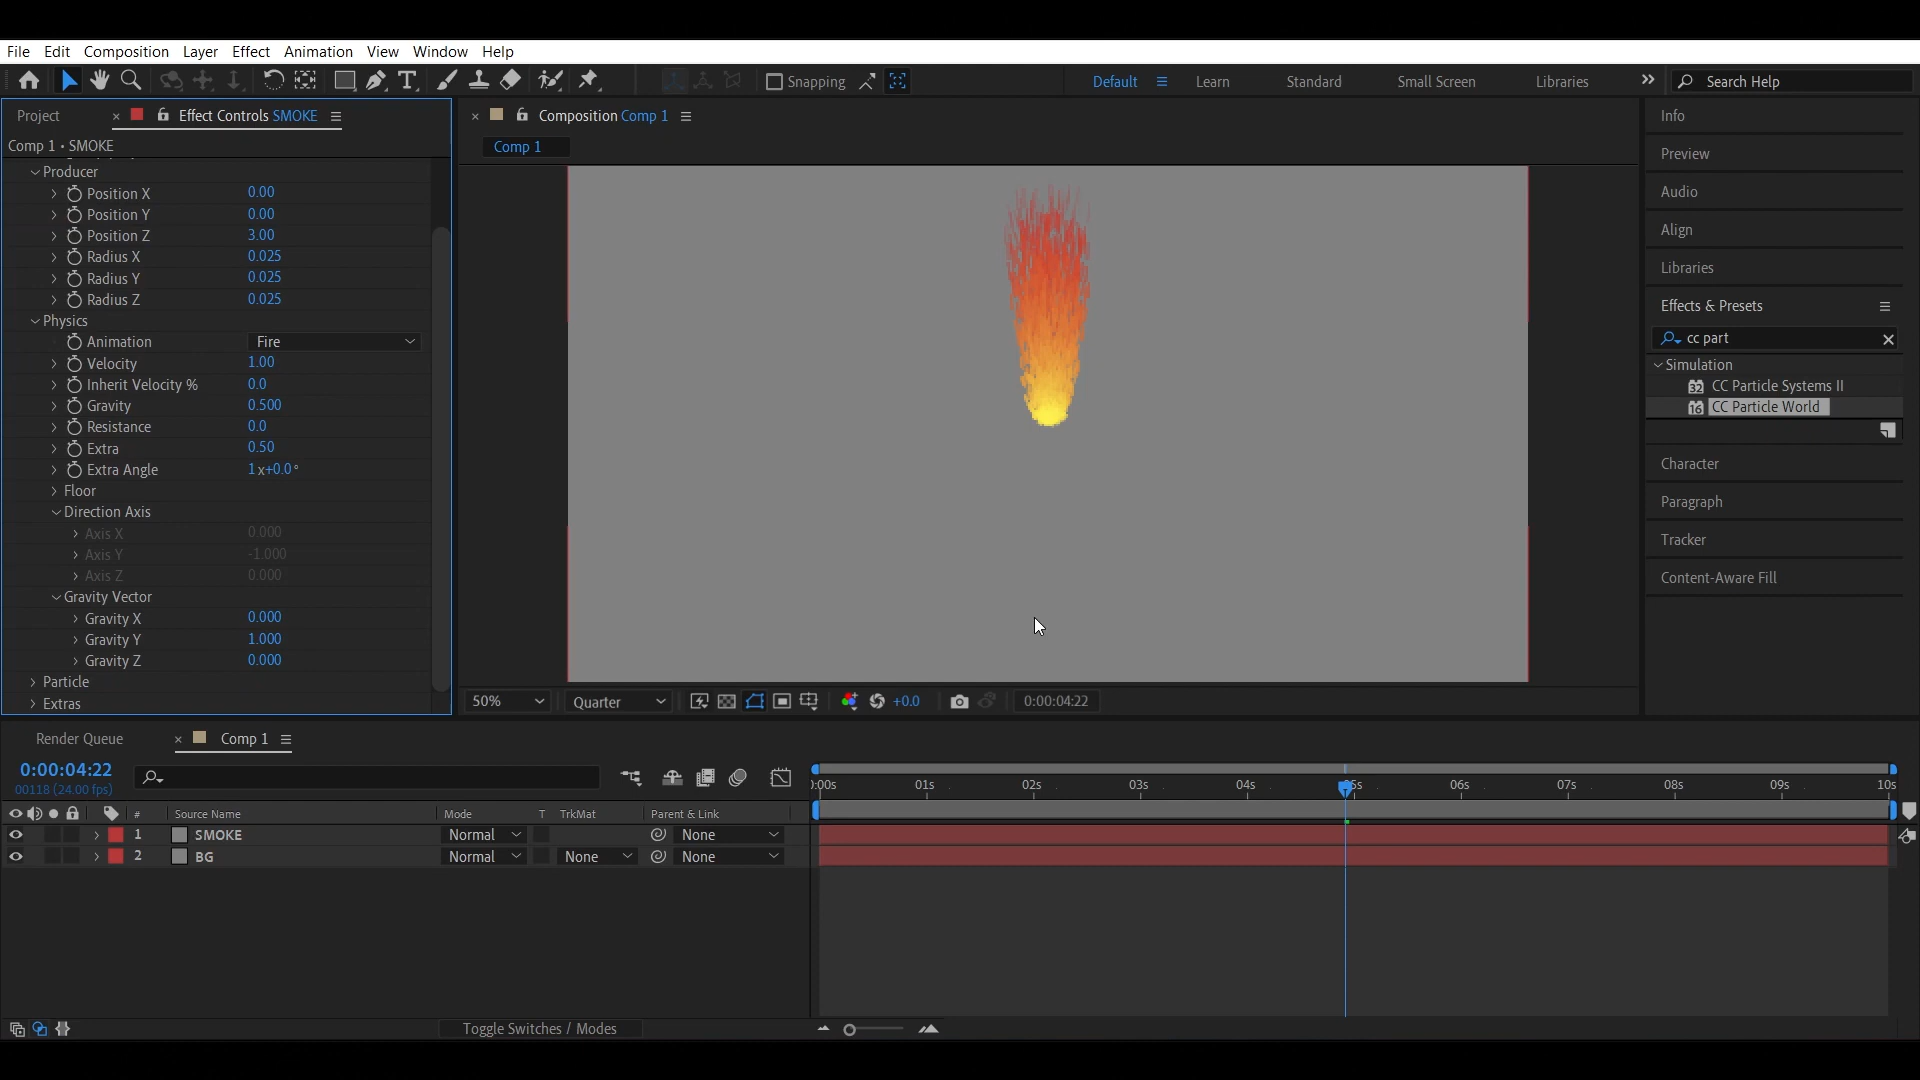 File Edit Composition Layer Effect Animation View Window Help
Snapping Default Learn Standard Small Screen Libraries Search Help
Project Effect Controls SMOKE
Comp 1 • SMOKE
Producer
Position X 0.00
Position Y 0.00
Position Z 3.00
Radius X 0.025
Radius Y 0.025
Radius Z 0.025
Physics
Animation Fire
Velocity 1.00
Inherit Velocity % 0.0
Gravity 0.500
Resistance 0.0
Extra 0.50
Extra Angle 1x+0.0°
Floor
Direction Axis
Axis X 0.000
Axis Y -1.000
Axis Z 0.000
Gravity Vector
Gravity X 0.000
Gravity Y 1.000
Gravity Z 0.000
Particle
Extras
Composition Comp 1
Comp 1
50% Quarter +0.0 0:00:04:22
Info
Preview
Audio
Align
Libraries
Effects & Presets
cc part
Simulation
32 CC Particle Systems II
16 CC Particle World
Character
Paragraph
Tracker
Content-Aware Fill
Render Queue Comp 1
0:00:04:22
00118 (24.00 fps)
# Source Name Mode T TrkMat Parent & Link
1 SMOKE Normal None
2 BG Normal None None
):00s 01s 02s 03s 04s 05s 06s 07s 08s 09s 10s
Toggle Switches / Modes